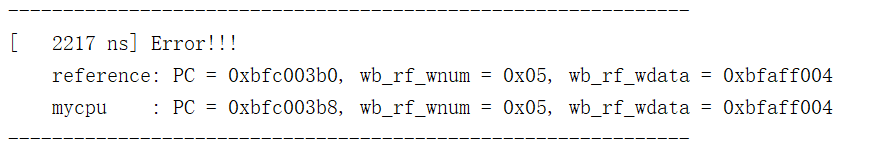 --------------------------------------------------------------
[   2217 ns] Error!!!
    reference: PC = 0xbfc003b0, wb_rf_wnum = 0x05, wb_rf_wdata = 0xbfaff004
    mycpu    : PC = 0xbfc003b8, wb_rf_wnum = 0x05, wb_rf_wdata = 0xbfaff004
--------------------------------------------------------------